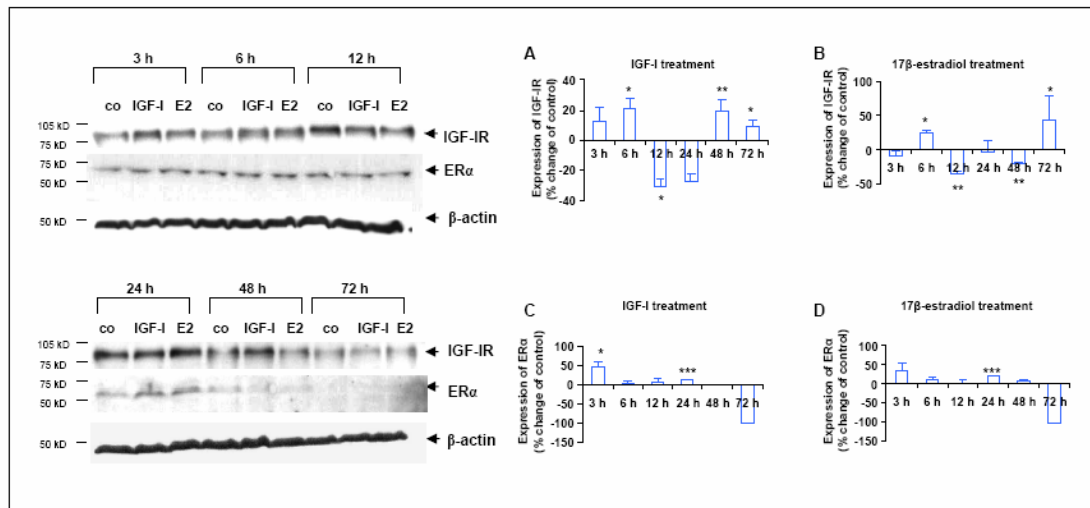 3 h 6 h 12 h
co IGF-I E2 co IGF-I E2 co IGF-I E2
105 kD
75 kD
IGF-IR
75 kD
50 kD
ERα
50 kD
β-actin
24 h 48 h 72 h
co IGF-I E2 co IGF-I E2 co IGF-I E2
105 kD
75 kD
IGF-IR
75 kD
50 kD
ERα
50 kD
β-actin
A
IGF-I treatment
Expression of IGF-IR
(% change of control)
40
20
0
-20
-40
3 h 6 h 12 h 24 h 48 h 72 h
* * ** *
B
17β-estradiol treatment
Expression of IGF-IR
(% change of control)
100
50
0
-50
3 h 6 h 12 h 24 h 48 h 72 h
* ** ** *
C
IGF-I treatment
Expression of ERα
(% change of control)
100
50
0
-50
-100
-150
3 h 6 h 12 h 24 h 48 h 72 h
* ***
D
17β-estradiol treatment
Expression of ERα
(% change of control)
100
50
0
-50
-100
-150
3 h 6 h 12 h 24 h 48 h 72 h
***